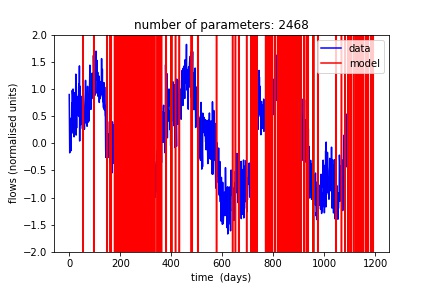 number of parameters: 2468
data
model
flows (normalised units)
2.0
1.5
1.0
0.5
0.0
−0.5
−1.0
−1.5
−2.0
0 200 400 600 800 1000 1200
time (days)